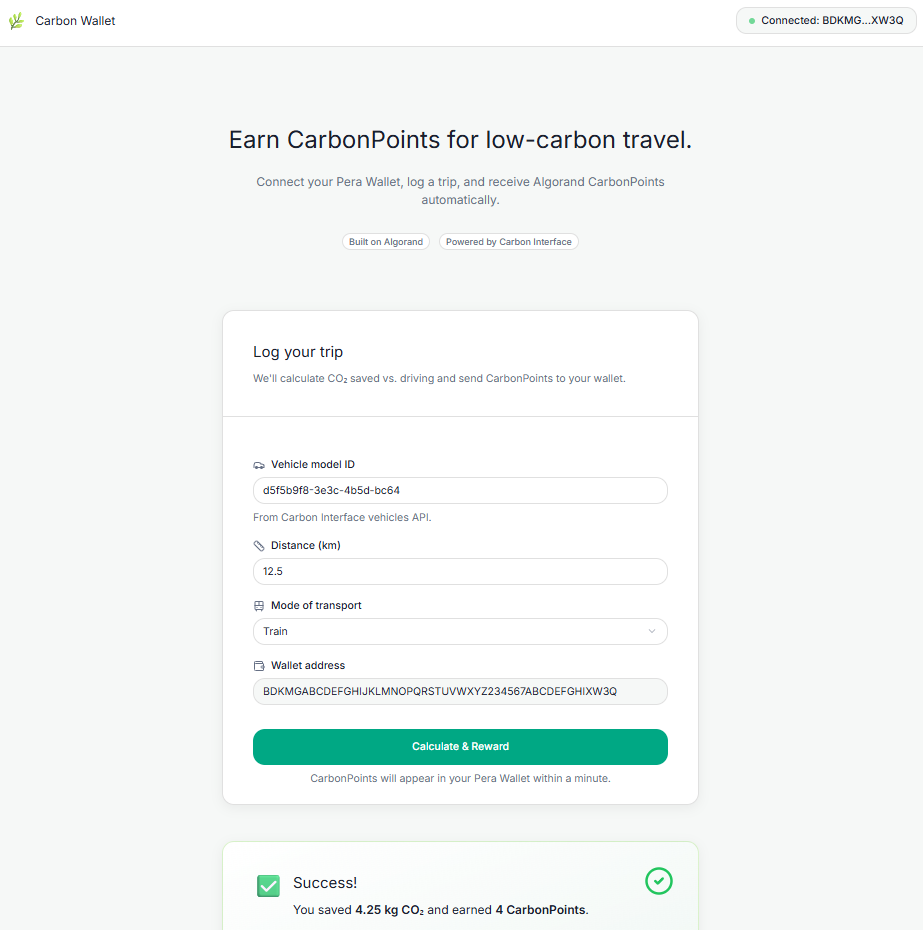 Carbon Wallet
Connected: BDKMG...XW3Q
Earn CarbonPoints for low-carbon travel.
Connect your Pera Wallet, log a trip, and receive Algorand CarbonPoints
automatically.
Built on Algorand
Powered by Carbon Interface
Log your trip
We'll calculate CO₂ saved vs. driving and send CarbonPoints to your wallet.
Vehicle model ID
d5f5b9f8-3e3c-4b5d-bc64
From Carbon Interface vehicles API.
Distance (km)
12.5
Mode of transport
Train
Wallet address
BDKMGABCDEFGHIJKLMNOPQRSTUVWXYZ234567ABCDEFGHIXW3Q
Calculate & Reward
CarbonPoints will appear in your Pera Wallet within a minute.
Success!
You saved 4.25 kg CO₂ and earned 4 CarbonPoints.